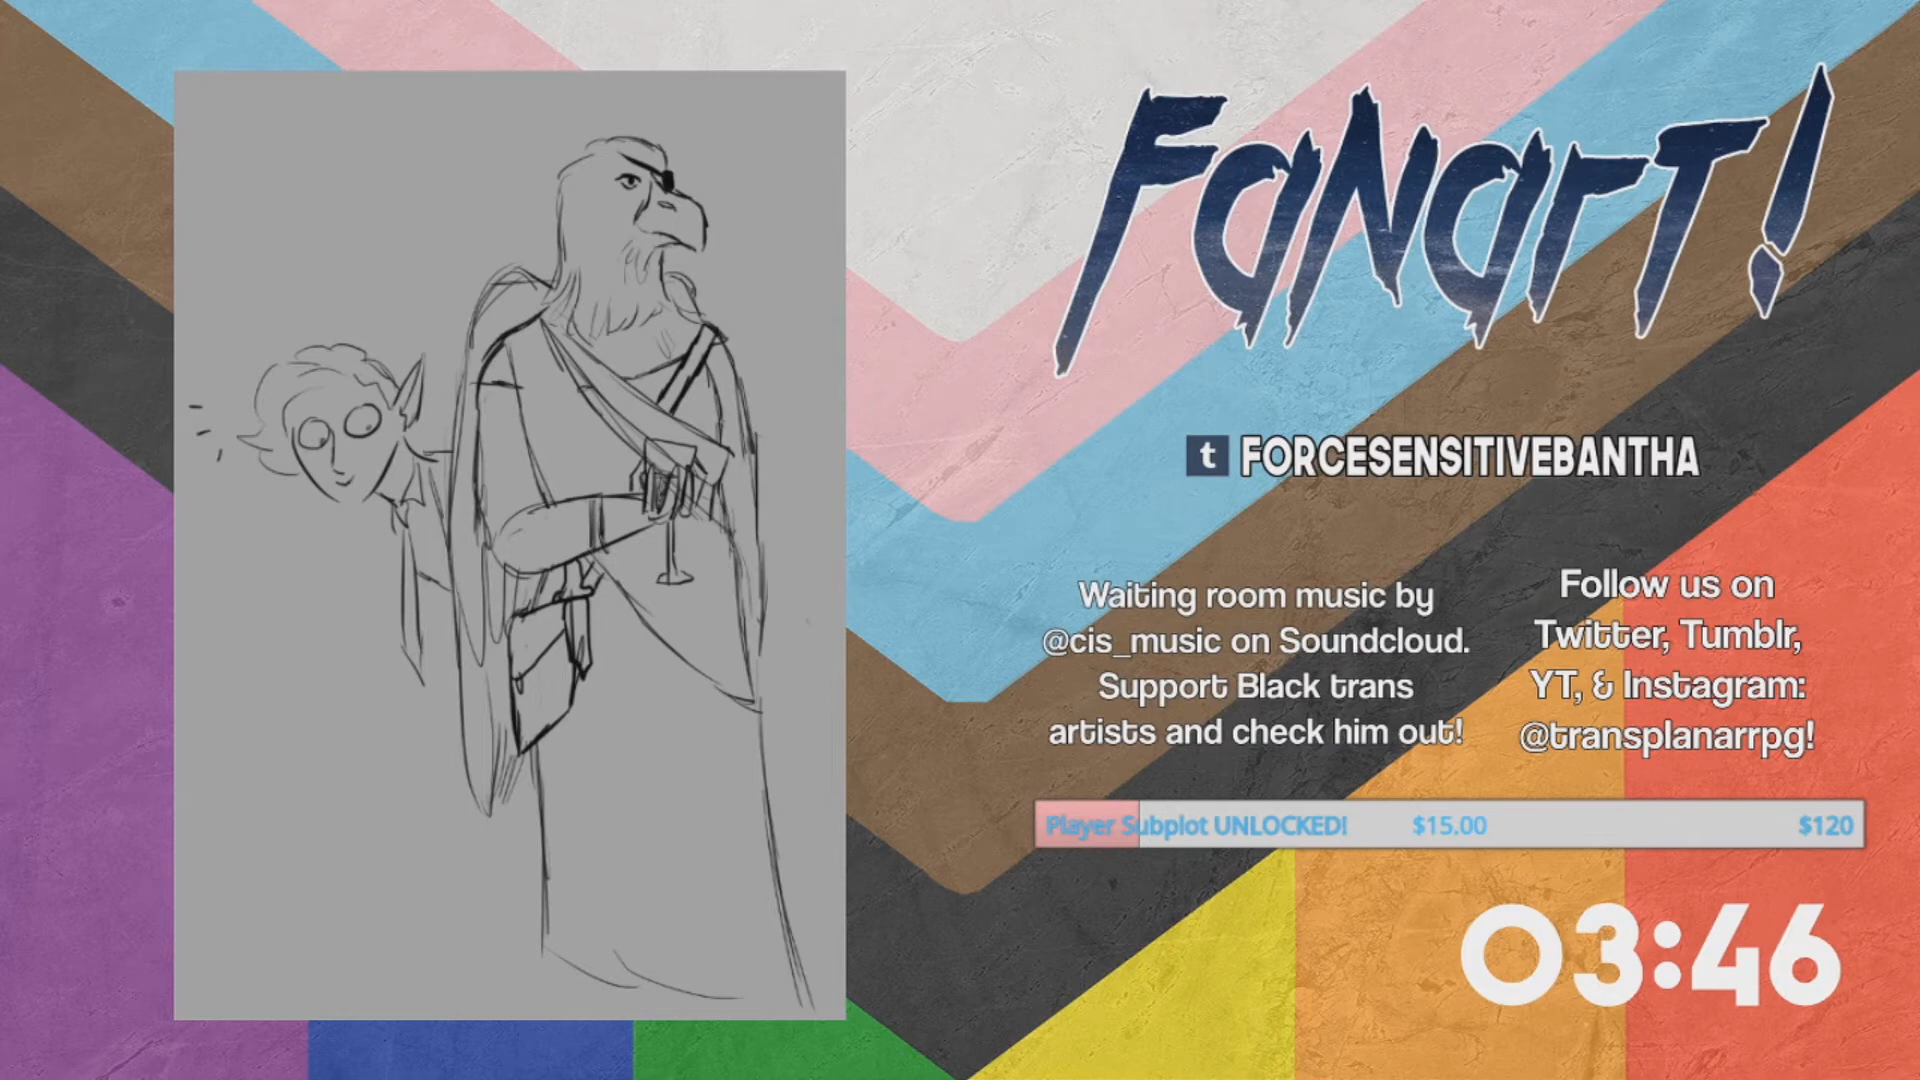 FaNarT!
t FORCESENSITIVEBANTHA
Waiting room music by
@cis_music on Soundcloud.
Support Black trans
artists and check him out!
Follow us on
Twitter, Tumblr,
YT, & Instagram:
@transplanarrpg!
Player Subplot UNLOCKED! $15.00 $120
03:46